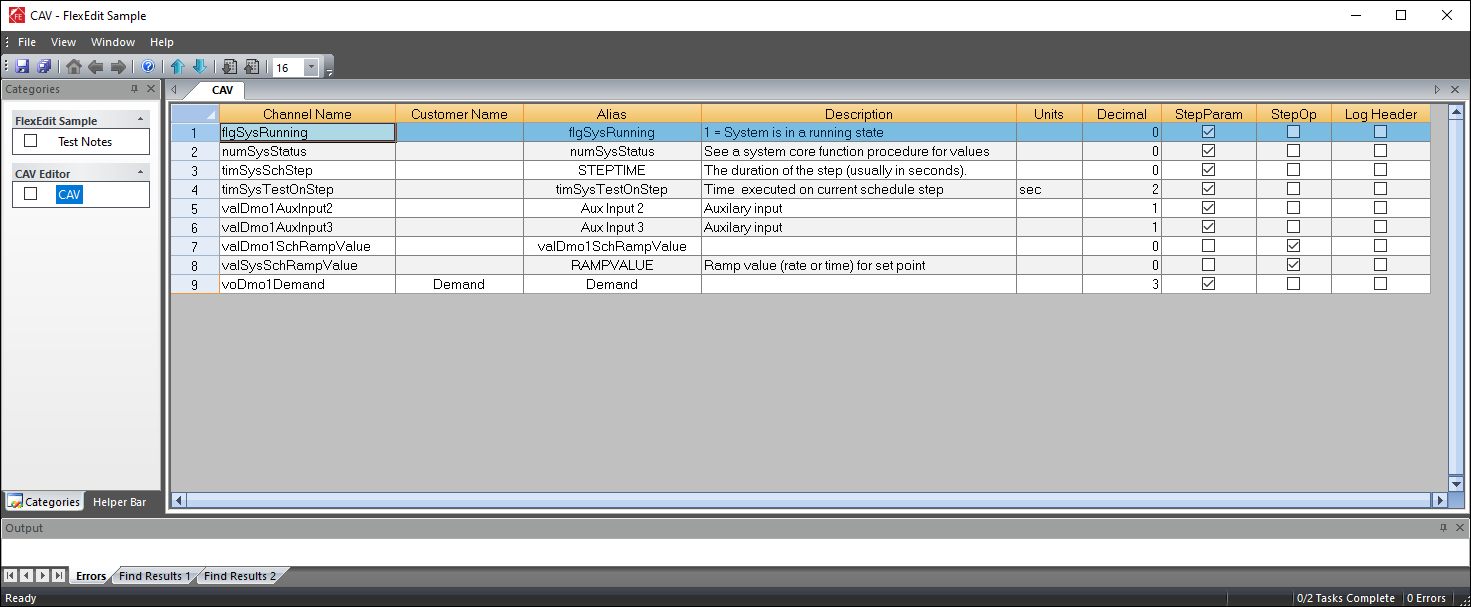 CAV - FlexEdit Sample
File View Window Help
16
Categories
CAV
FlexEdit Sample
Test Notes
CAV Editor
CAV
Channel Name Customer Name Alias Description Units Decimal StepParam StepOp Log Header
1 flgSysRunning flgSysRunning 1 = System is in a running state 0
2 numSysStatus numSysStatus See a system core function procedure for values 0
3 timSysSchStep STEPTIME The duration of the step (usually in seconds). 0
4 timSysTestOnStep timSysTestOnStep Time executed on current schedule step sec 2
5 valDmo1AuxInput2 Aux Input 2 Auxilary input 1
6 valDmo1AuxInput3 Aux Input 3 Auxilary input 1
7 valDmo1SchRampValue valDmo1SchRampValue 0
8 valSysSchRampValue RAMPVALUE Ramp value (rate or time) for set point 0
9 voDmo1Demand Demand Demand 3
Categories Helper Bar
Output
Errors Find Results 1 Find Results 2
Ready 0/2 Tasks Complete 0 Errors